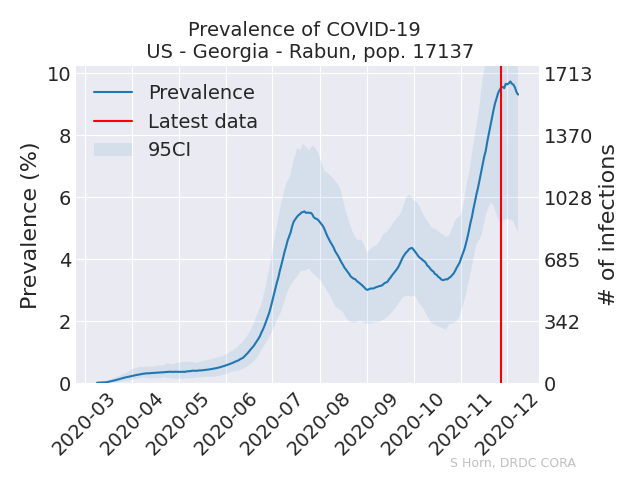 Prevalence of COVID-19
US - Georgia - Rabun, pop. 17137
Prevalence (%)
10
8
6
4
2
0
Prevalence
Latest data
95CI
1713
1370
1028
685
342
0
# of infections
2020-03
2020-04
2020-05
2020-06
2020-07
2020-08
2020-09
2020-10
2020-11
2020-12
S Horn, DRDC CORA